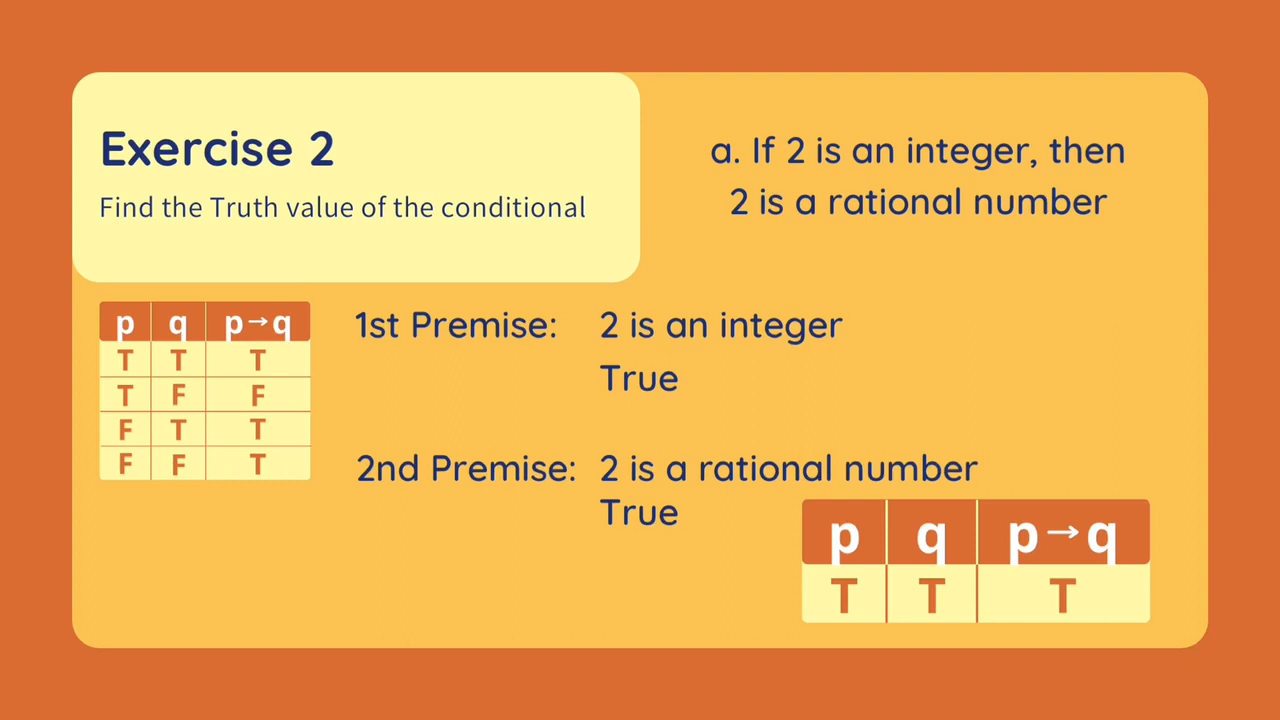 Exercise 2
Find the Truth value of the conditional
a. If 2 is an integer, then
2 is a rational number
p q p→q
T T T
T F F
F T T
F F T
1st Premise: 2 is an integer
True
2nd Premise: 2 is a rational number
True
p q p→q
T T T